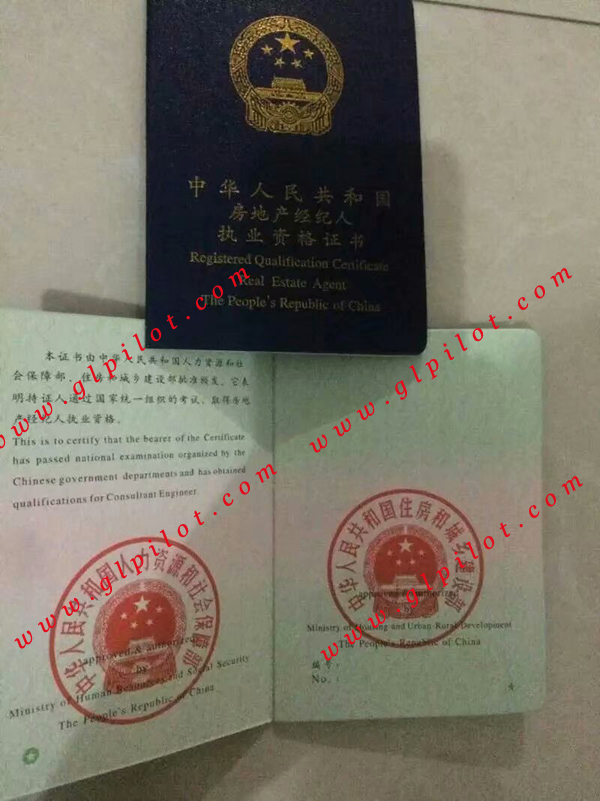 中华人民共和国
房地产经纪人
执业资格证书
Registered Qualification Certificate
Real Estate Agent
The People's Republic of China
www.glpilot.com
www.glpilot.com
本证书由中华人民共和国人力资源和社
会保障部、住房和城乡建设部批准颁发。它表
明持证人通过国家统一组织的考试，取得房地
产经纪人执业资格。
This is to certify that the bearer of the Certificate
has passed national examination organized by the
Chinese government departments and has obtained
qualifications for Consultant Engineer.
www.glpilot.com
www.glpilot.com
中华人民共和国人力资源和社会保障部
approved & authorized
by
Ministry of Human Resources and Social Security
The People's Republic of China
中华人民共和国住房和城乡建设部
approved & authorized
by
Ministry of Housing and Urban-Rural Development
The People's Republic of China
编号：
No.：